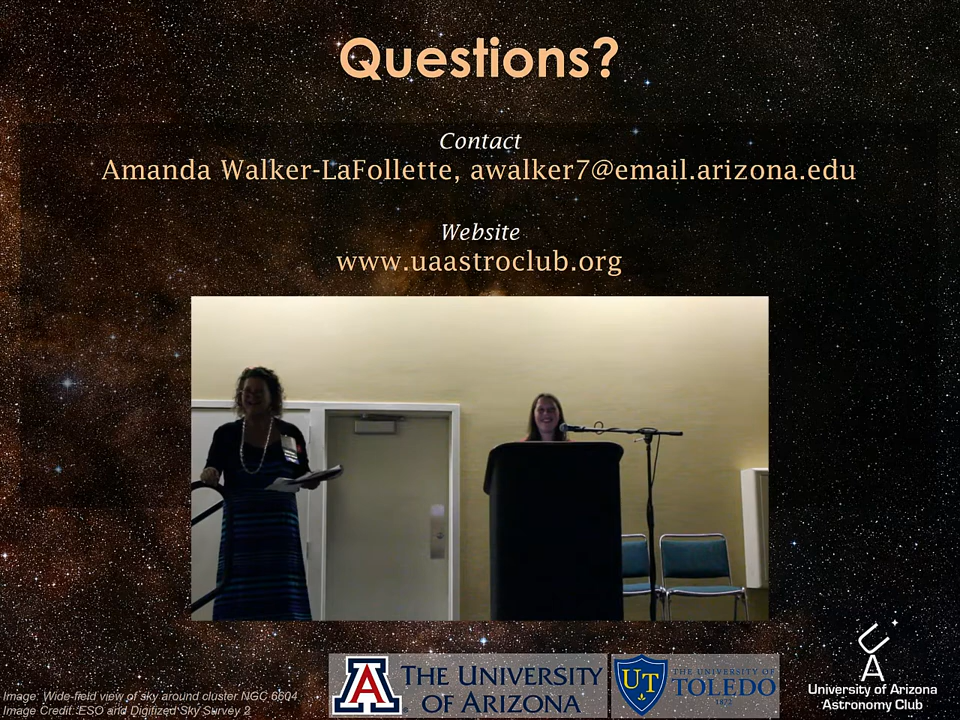 Questions?
Contact
Amanda Walker-LaFollette, awalker7@email.arizona.edu
Website
www.uaastroclub.org
A
THE UNIVERSITY
OF ARIZONA
UT
THE UNIVERSITY OF
TOLEDO
1872
UA
University of Arizona
Astronomy Club
Image: Wide-field view of sky around cluster NGC 6604
Image Credit: ESO and Digitized Sky Survey 2